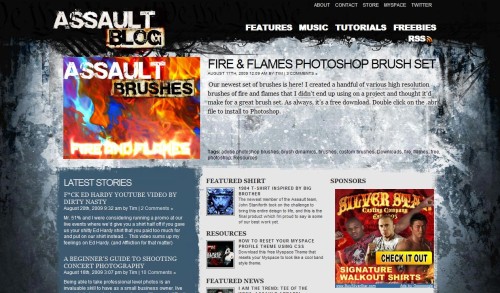 ABOUT CONTACT STORE MYSPACE TWITTER
ASSAULT
BLOG
FEATURES MUSIC TUTORIALS FREEBIES
RSS
ASSAULT
BRUSHES
FIRE AND FLAMES
FIRE & FLAMES PHOTOSHOP BRUSH SET
AUGUST 17TH, 2009 BY TIM | COMMENTS »
Our newest set of brushes is here! I created a handful of various high resolution
brushes of fire and flames that I didn't end up using on a project and thought it'd
make for a great brush set. As always, it's a free download. Double click on the .abr
file to install to Photoshop.
Tags: adobe photoshop brushes, brush dynamics, brushes, custom brushes, Downloads, fire, flames, free,
photoshop, Resources
LATEST STORIES
F*CK ED HARDY YOUTUBE VIDEO BY
DIRTY NASTY
August 20th, 2009 9:32 am by Tim | 2 Comments »
Mr. 51% and I were considering running a promo at our
live events where we'd give you a shirt half off if you gave
us your shitty Ed Hardy shirt that you paid too much for
and put on our shirt instead... This video sums up my
feelings on Ed Hardy. (and Affliction for that matter)
A BEGINNER'S GUIDE TO SHOOTING
CONCERT PHOTOGRAPHY
August 18th, 2009 3:07 pm by Tim | 10 Comments »
Being able to take professional level photos is an
invaluable skill to have as a small business owner, live
FEATURED SHIRT
1984 T-SHIRT INSPIRED BY BIG
BROTHER
The newest member of the Assault team,
John Glanforth took on the challenge to
bring this entire design to life, and this is the
final product which I'm proud to say is some
of our best work yet.
RESOURCES
HOW TO RESET YOUR MYSPACE
PROFILE THEME USING CSS
Download this free Myspace Theme that
resets your Myspace to look like a cool band
style theme.
FEATURED NEWS
I AM THE TREND: TEE OF THE
SPONSORS
SILVER STAR
Casting Company
CHECK IT OUT
SIGNATURE
WALKOUT SHIRTS